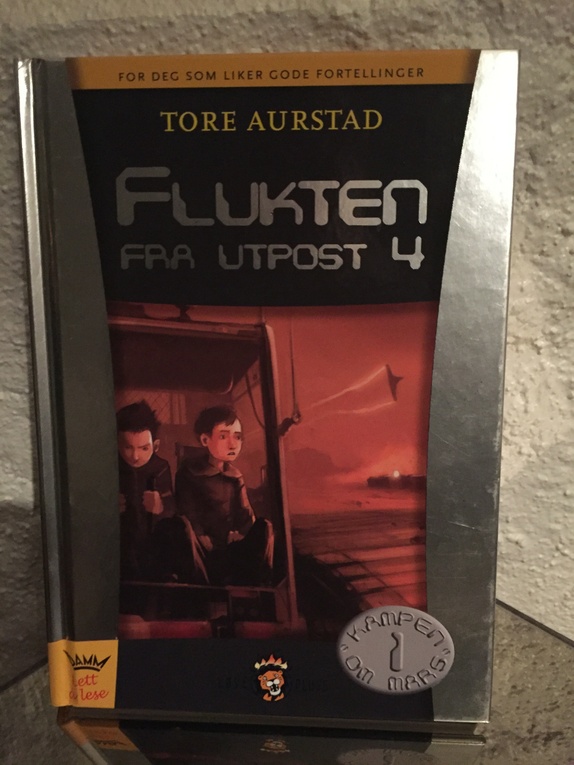 FOR DEG SOM LIKER GODE FORTELLINGER
TORE AURSTAD
FLUKTEN
FRA UTPOST 4
"KAMPEN
1
OM MARS"
DAMM
lett
å lese